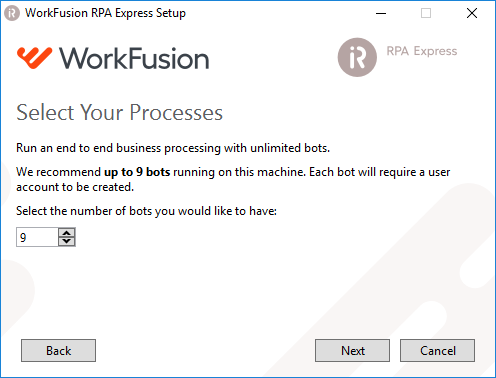 WorkFusion RPA Express Setup
WorkFusion
RPA Express
Select Your Processes
Run an end to end business processing with unlimited bots.
We recommend up to 9 bots running on this machine. Each bot will require a user
account to be created.
Select the number of bots you would like to have:
9
Back
Next
Cancel